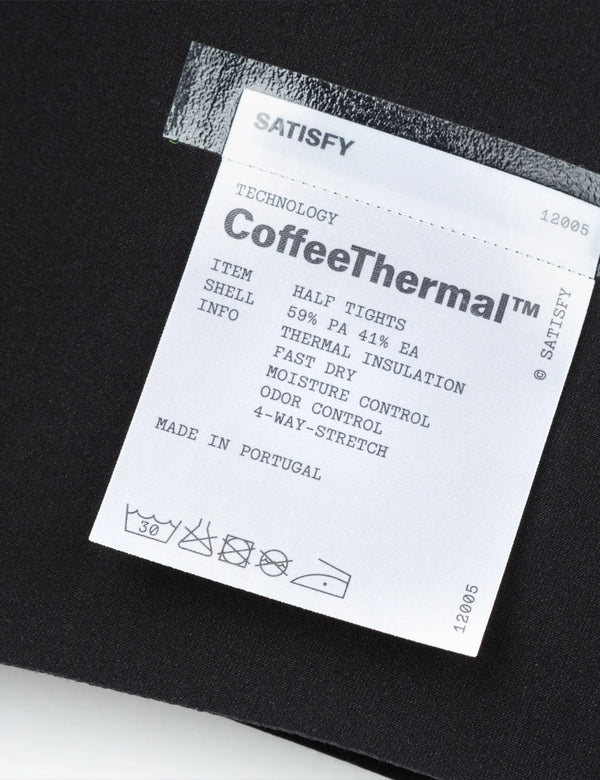 SATISFY
12005
TECHNOLOGY
CoffeeThermal™
ITEM HALF TIGHTS
SHELL 59% PA 41% EA
INFO THERMAL INSULATION
FAST DRY
MOISTURE CONTROL
ODOR CONTROL
4-WAY-STRETCH
MADE IN PORTUGAL
© SATISFY
30
12005